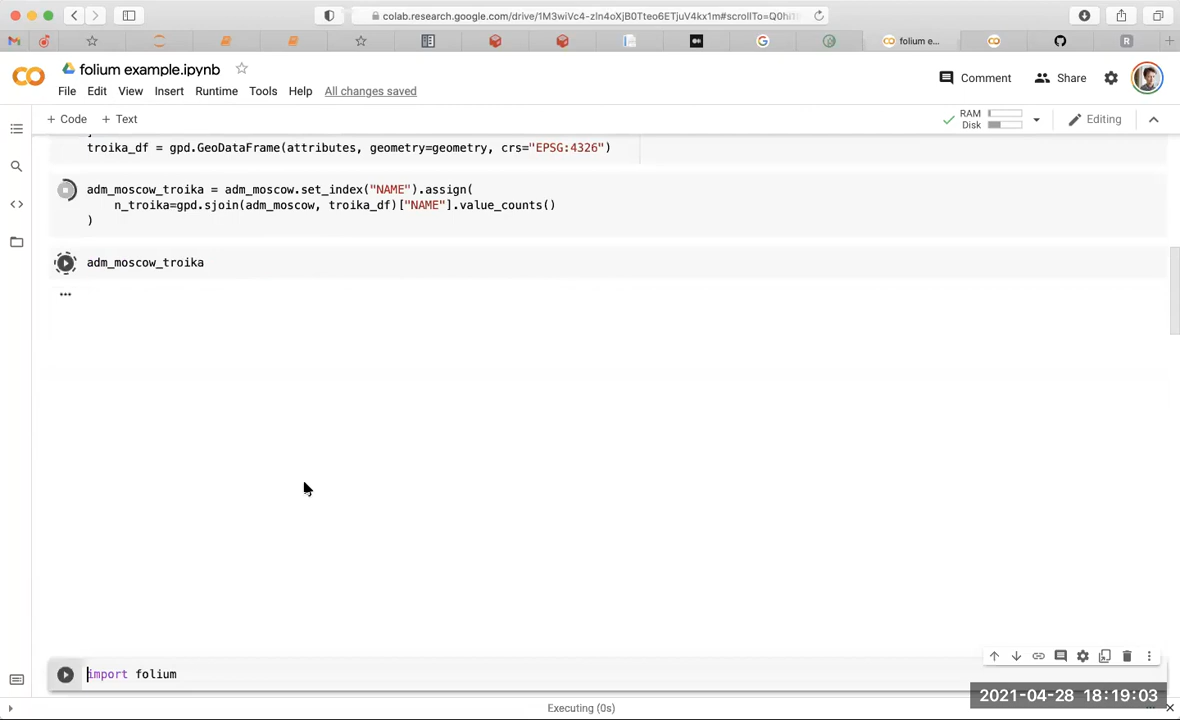 colab.research.google.com/drive/1M3wiVc4-zIn4oXjB0Tteo6ETjuV4kx1m#scrollTo=Q0hi
folium e...
folium example.ipynb
Comment
Share
File Edit View Insert Runtime Tools Help All changes saved
+ Code + Text
RAM
Disk
Editing
troika_df = gpd.GeoDataFrame(attributes, geometry=geometry, crs="EPSG:4326")
adm_moscow_troika = adm_moscow.set_index("NAME").assign(
n_troika=gpd.sjoin(adm_moscow, troika_df)["NAME"].value_counts()
)
adm_moscow_troika
...
import folium
2021-04-28 18:19:03
Executing (0s)